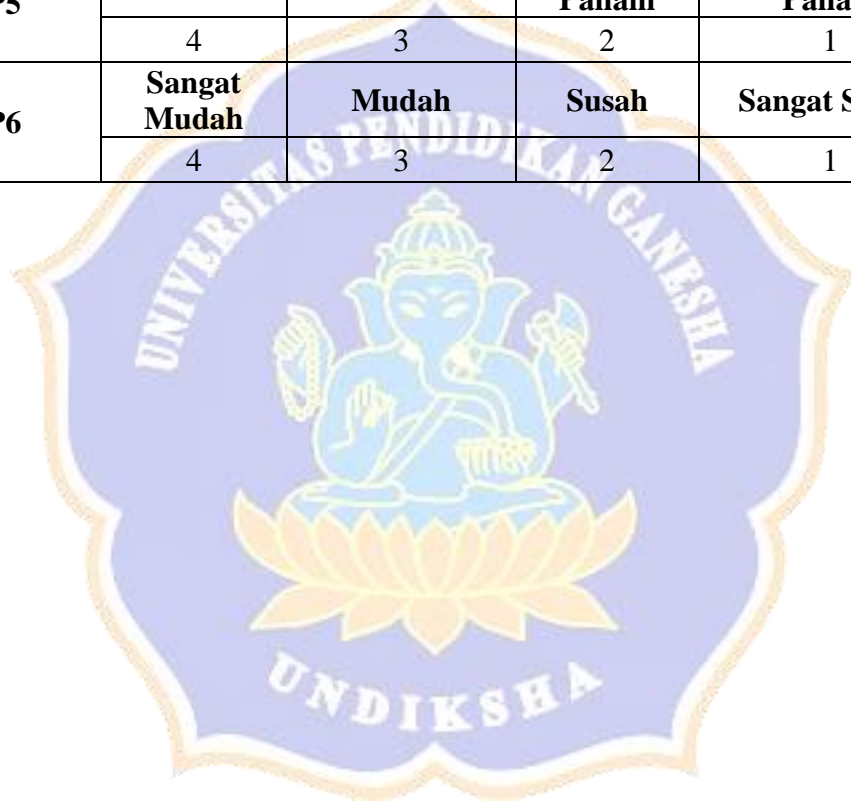 P5
Paham
Paha
4 3 2 1
P6
Sangat
Mudah
Mudah Susah Sangat S
4 3 2 1
UNIVERSITAS PENDIDIKAN GANESHA
UNDIKSHA